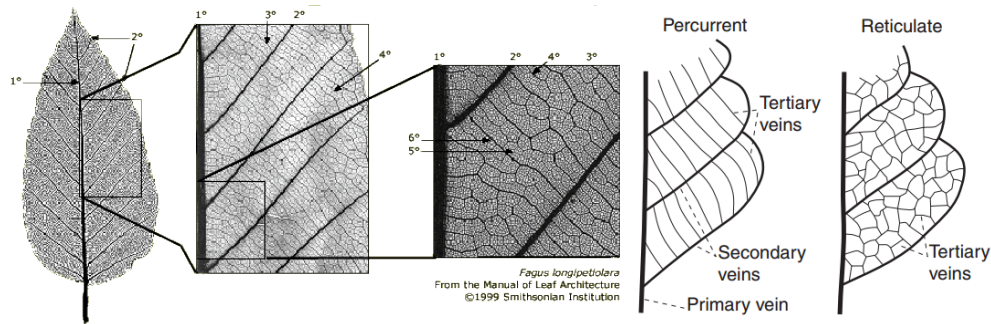 1° 2°
1° 3° 2°
4°
1° 2° 4° 3°
6°
5°
Fagus longipetiolara
From the Manual of Leaf Architecture
©1999 Smithsonian Institution
Percurrent
Tertiary
veins
Secondary
veins
Primary vein
Reticulate
Tertiary
veins